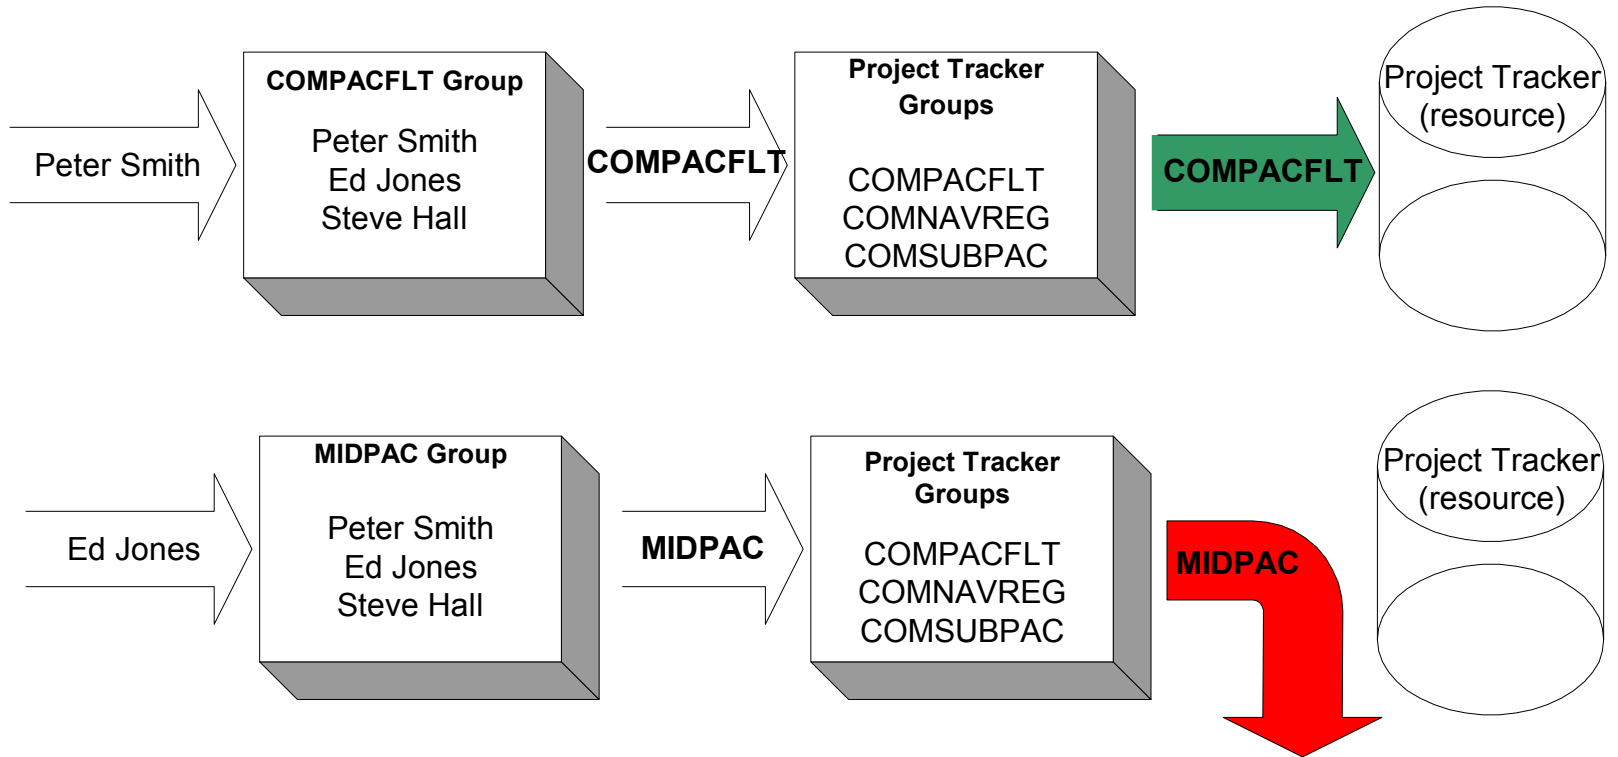 Peter Smith
COMPACFLT Group
Peter Smith
Ed Jones
Steve Hall
COMPACFLT
Project Tracker
Groups
COMPACFLT
COMNAVREG
COMSUBPAC
COMPACFLT
Project Tracker
(resource)
Ed Jones
MIDPAC Group
Peter Smith
Ed Jones
Steve Hall
MIDPAC
Project Tracker
Groups
COMPACFLT
COMNAVREG
COMSUBPAC
MIDPAC
Project Tracker
(resource)